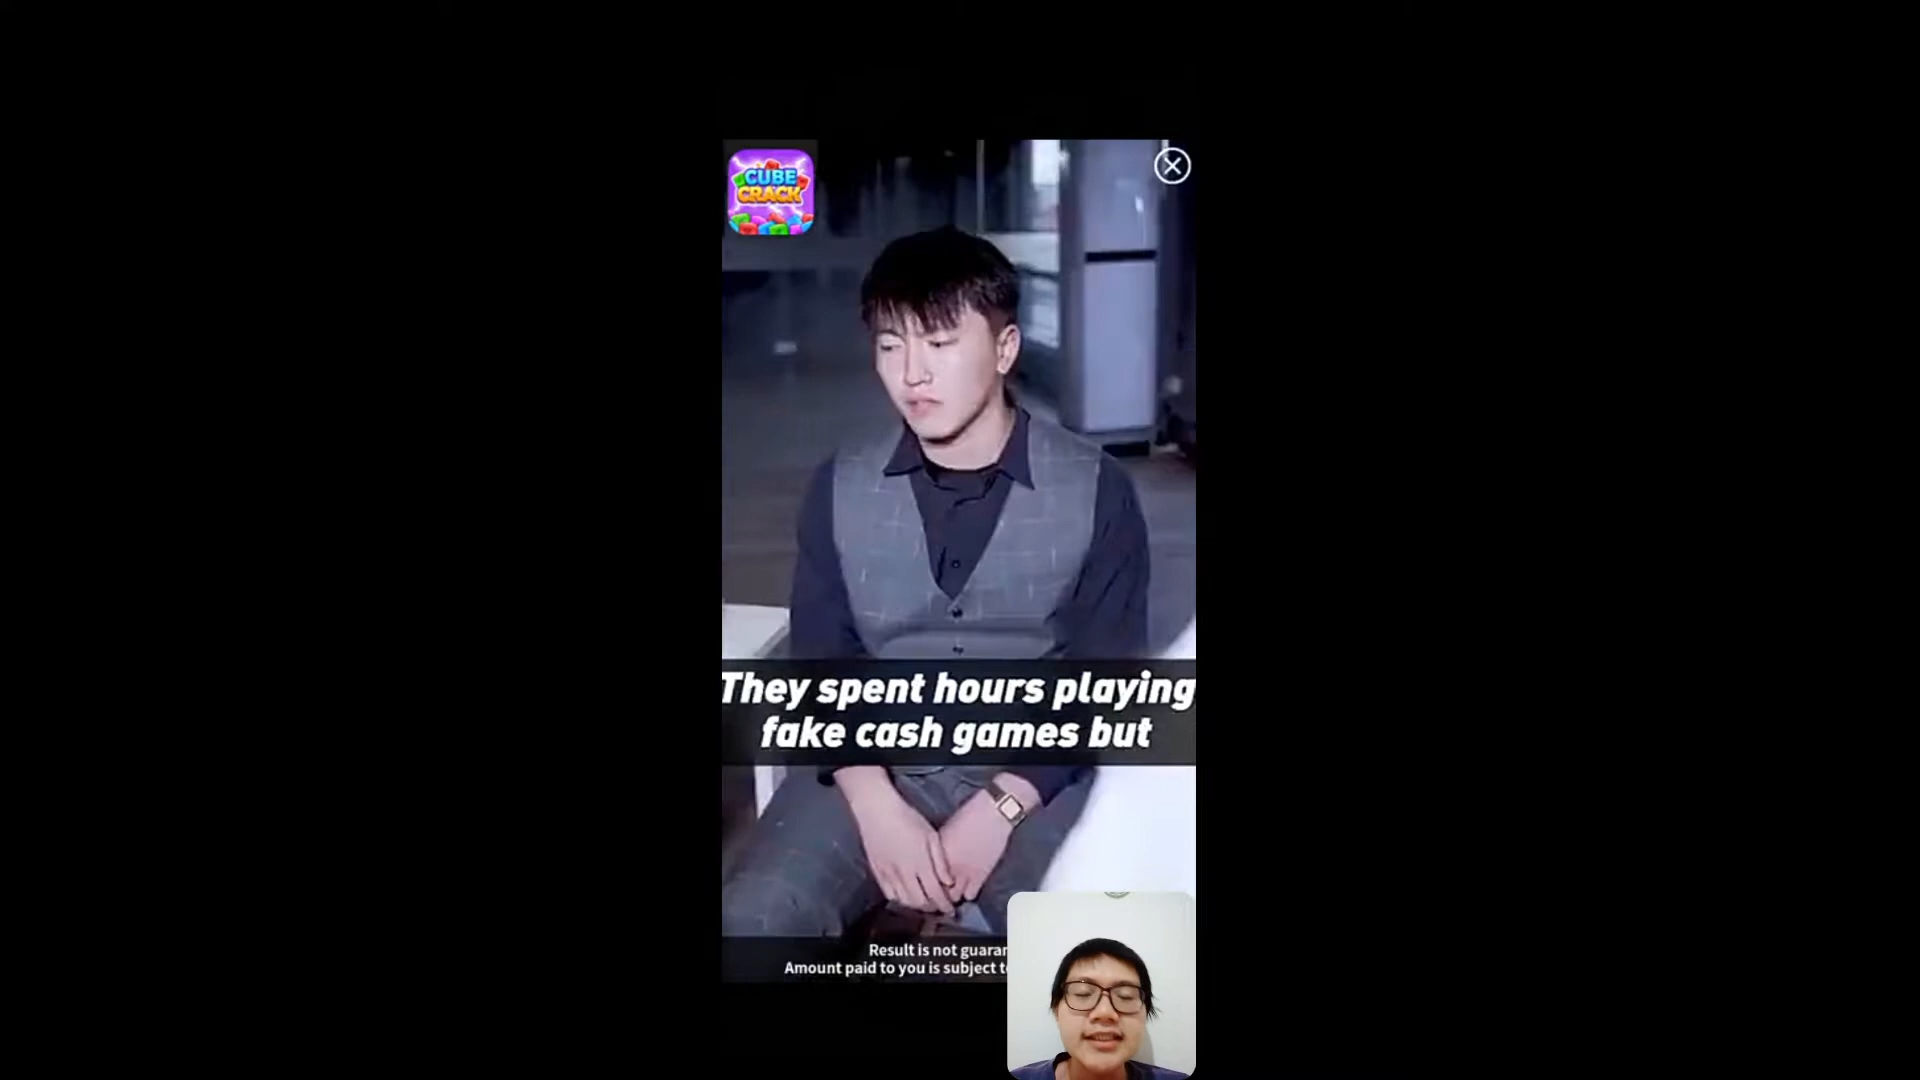 CUBE
CRACK
They spent hours playing
fake cash games but
Result is not
Amount paid to you is subject